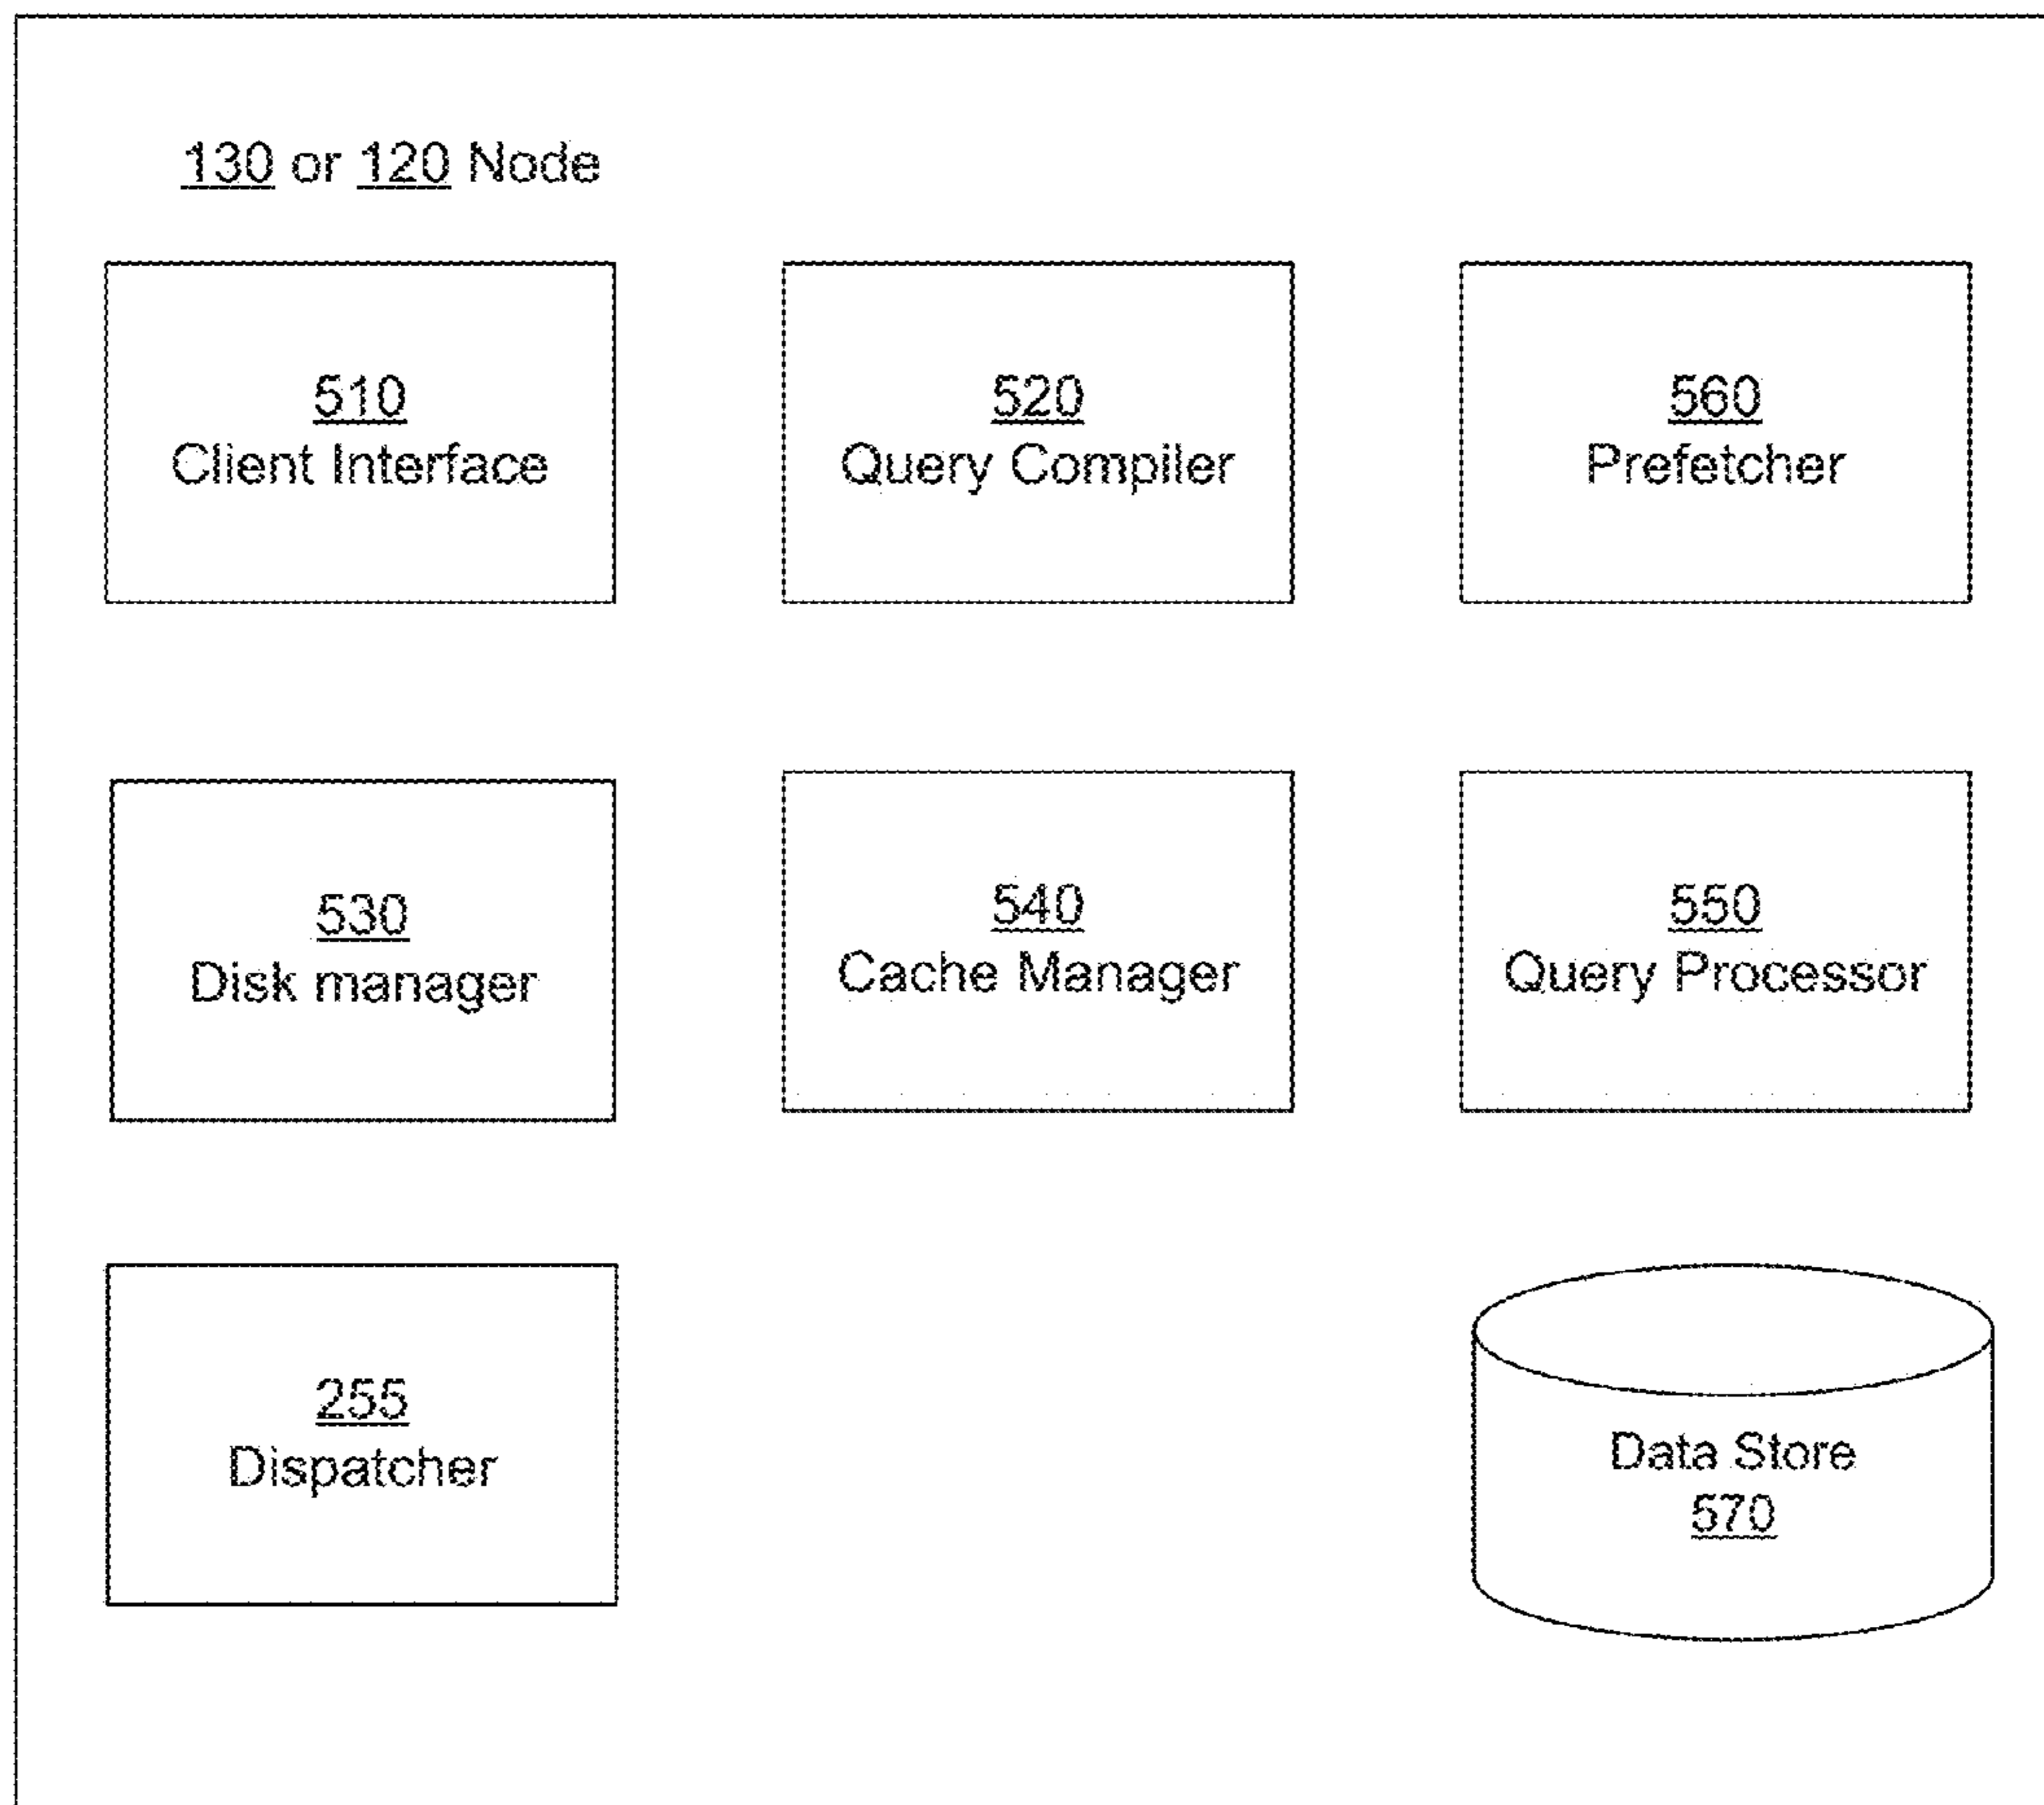 130 or 120 Node
510
Client Interface
520
Query Compiler
560
Prefetcher
530
Disk manager
540
Cache Manager
550
Query Processor
255
Dispatcher
Data Store
570